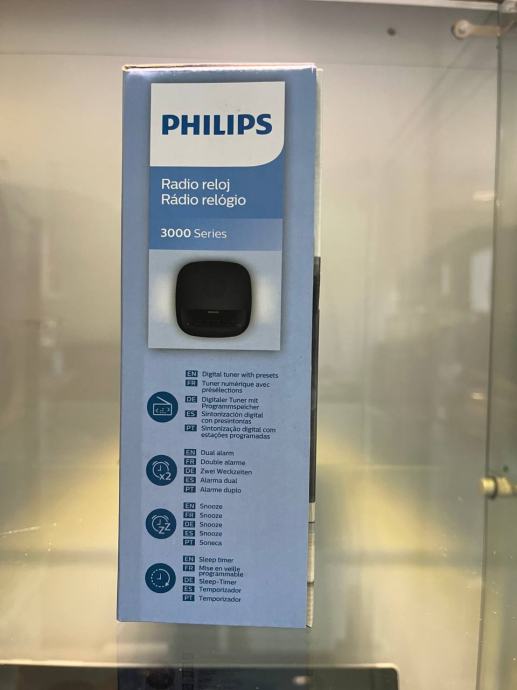 PHILIPS
Radio reloj
Rádio relógio
3000 Series
EN Digital tuner with presets
FR Tuner numérique avec
présélections
DE Digitaler Tuner mit
Programmspeicher
ES Sintonización digital
con presintonías
PT Sintonização digital com
estações programadas
x2
EN Dual alarm
FR Double alarme
DE Zwei Weckzeiten
ES Alarma dual
PT Alarme duplo
zz
EN Snooze
FR Snooze
DE Snooze
ES Snooze
PT Soneca
EN Sleep timer
FR Mise en veille
programmable
DE Sleep-Timer
ES Temporizador
PT Temporizador